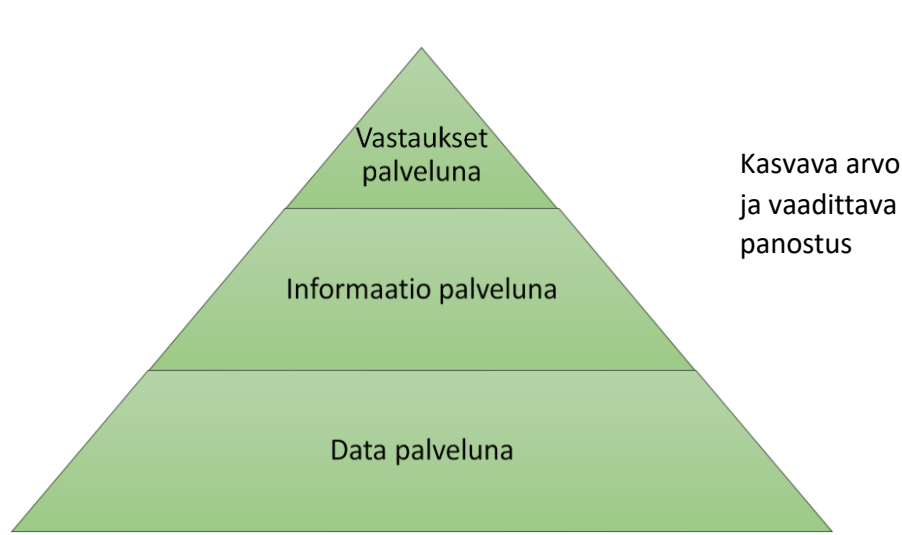 Vastaukset
palveluna
Kasvava arvo
ja vaadittava
panostus
Informaatio palveluna
Data palveluna